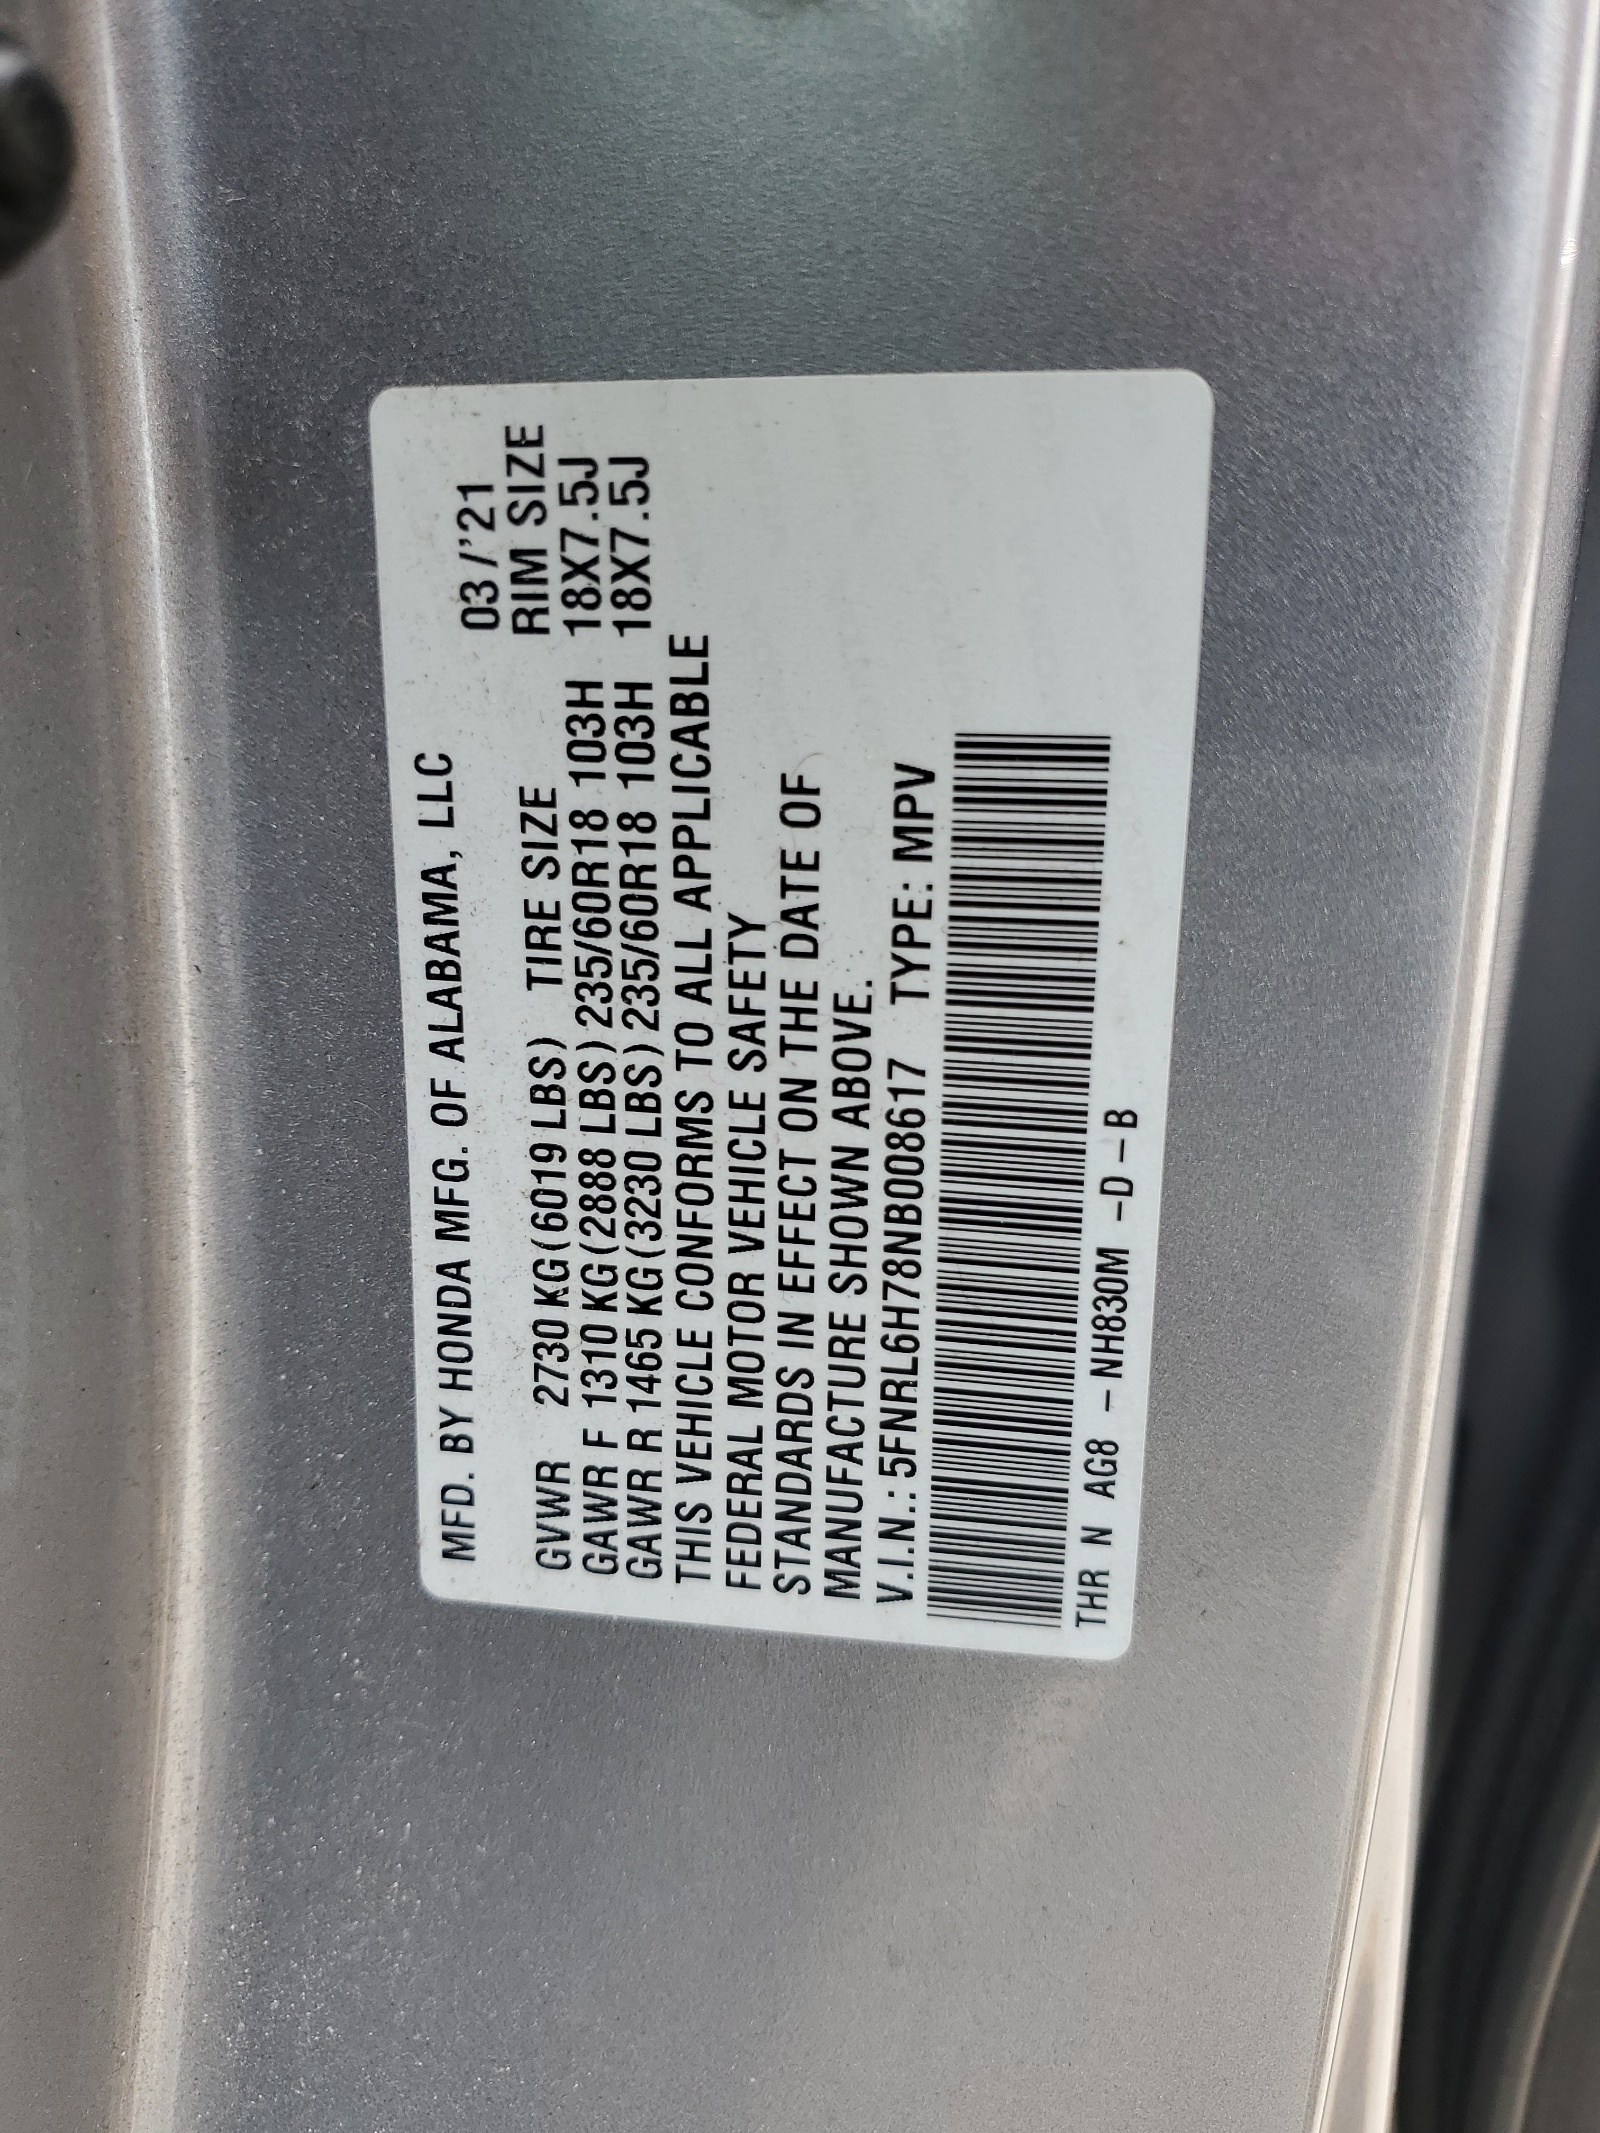 MFD. BY HONDA MFG. OF ALABAMA, LLC
03/'21
GVWR 2730 KG(6019 LBS) TIRE SIZE RIM SIZE
GAWR F 1310 KG(2888 LBS) 235/60R18 103H 18X7.5J
GAWR R 1465 KG(3230 LBS) 235/60R18 103H 18X7.5J
THIS VEHICLE CONFORMS TO ALL APPLICABLE
FEDERAL MOTOR VEHICLE SAFETY
STANDARDS IN EFFECT ON THE DATE OF
MANUFACTURE SHOWN ABOVE.
V.I.N.: 5FNRL6H78NB008617 TYPE: MPV
THR N AG8 -NH830M -D-B